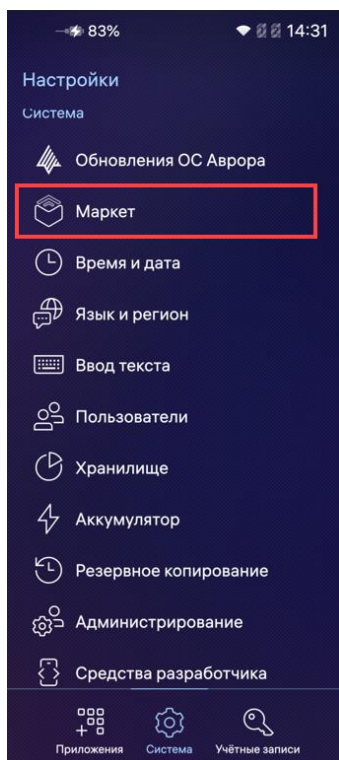 83% 14:31
Настройки
Система
Обновления ОС Аврора
Маркет
Время и дата
Язык и регион
Ввод текста
Пользователи
Хранилище
Аккумулятор
Резервное копирование
Администрирование
Средства разработчика
Приложения Система Учётные записи